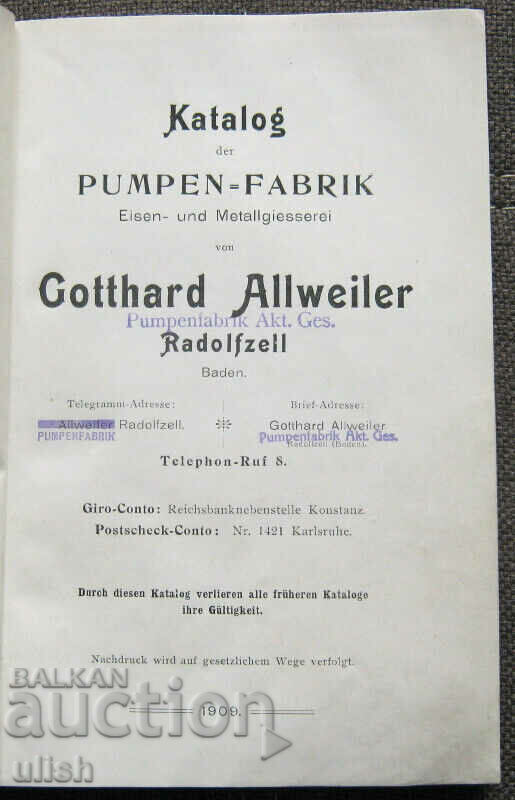 Katalog
der
PUMPEN=FABRIK
Eisen- und Metallgiesserei
von
Gotthard Allweiler
Pumpenfabrik Akt. Ges.
Radolfzell
Baden.
Telegramm-Adresse:
Allweiler Radolfzell.
PUMPENFABRIK
Brief-Adresse:
Gotthard Allweiler
Pumpenfabrik Akt. Ges.
Radolfzell (Baden).
Telephon-Ruf 8.
Giro-Conto: Reichsbanknebenstelle Konstanz.
Postscheck-Conto: Nr. 1421 Karlsruhe.
Durch diesen Katalog verlieren alle früheren Kataloge
ihre Gültigkeit.
Nachdruck wird auf gesetzlichem Wege verfolgt.
1909.
BALKAN
auction
ulish